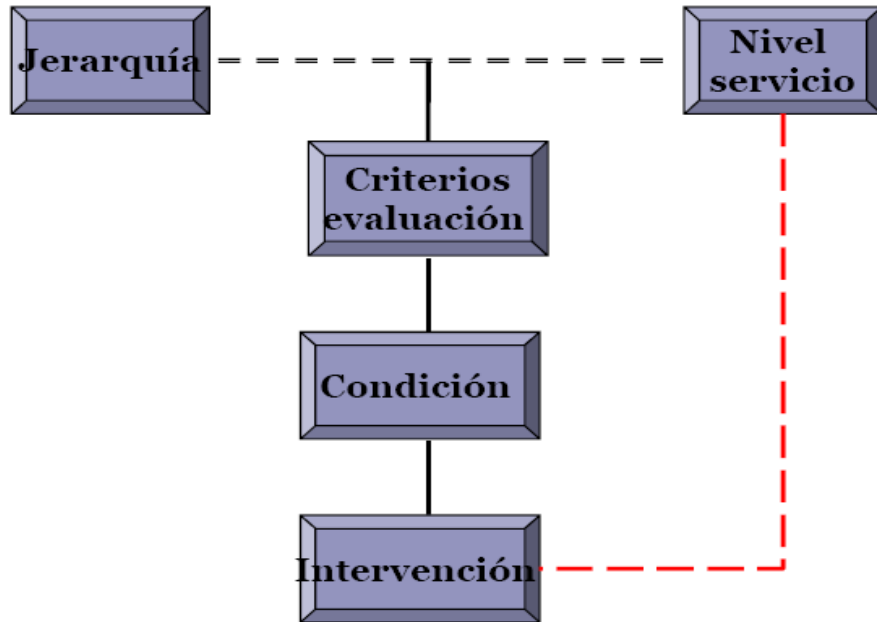 Jerarquía
Nivel
servicio
Criterios
evaluación
Condición
Intervención